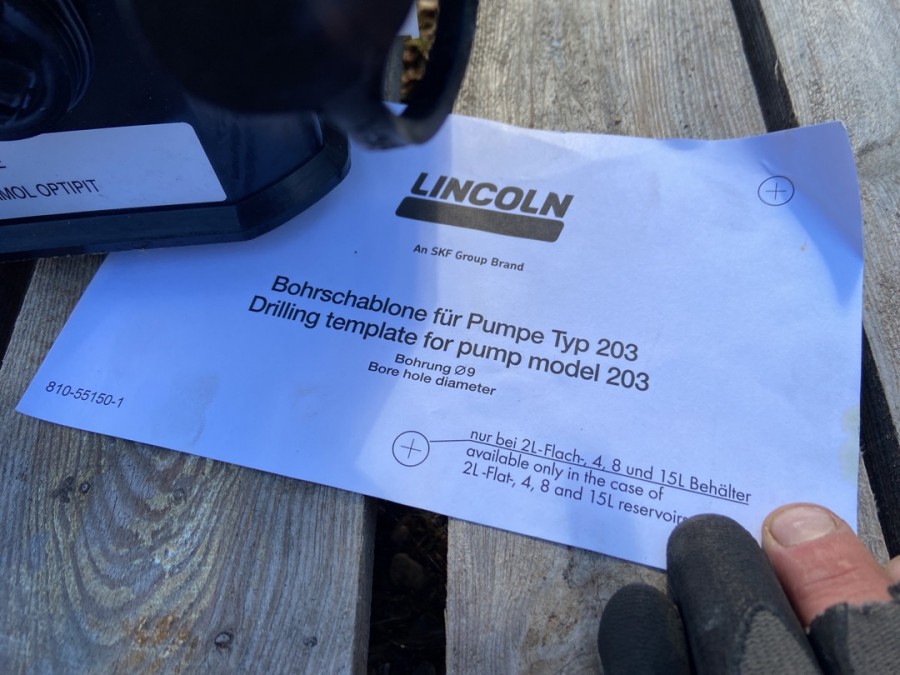 MOL OPTIPIT
LINCOLN
An SKF Group Brand
Bohrschablone für Pumpe Typ 203
Drilling template for pump model 203
Bohrung Ø9
Bore hole diameter
810-55150-1
nur bei 2L-Flach-, 4, 8 und 15L Behälter
available only in the case of
2L-Flat-, 4, 8 and 15L reservoir